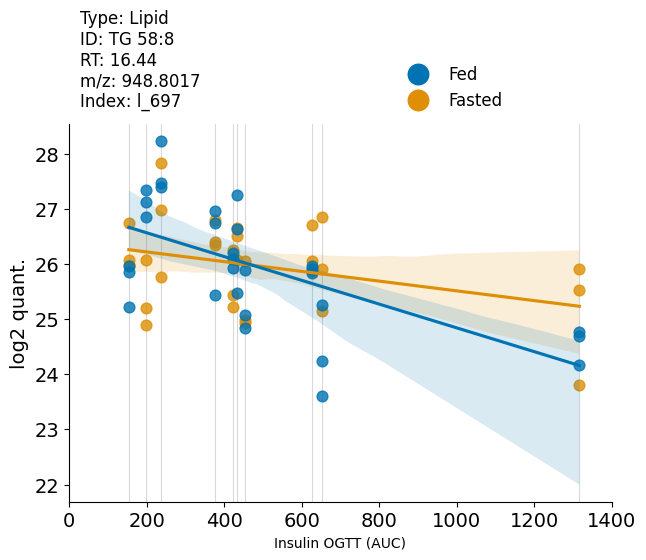 Type: Lipid
ID: TG 58:8
RT: 16.44
m/z: 948.8017
Index: l_697
Fed
Fasted
28
27
26
25
24
23
22
log2 quant.
0 200 400 600 800 1000 1200 1400
Insulin OGTT (AUC)